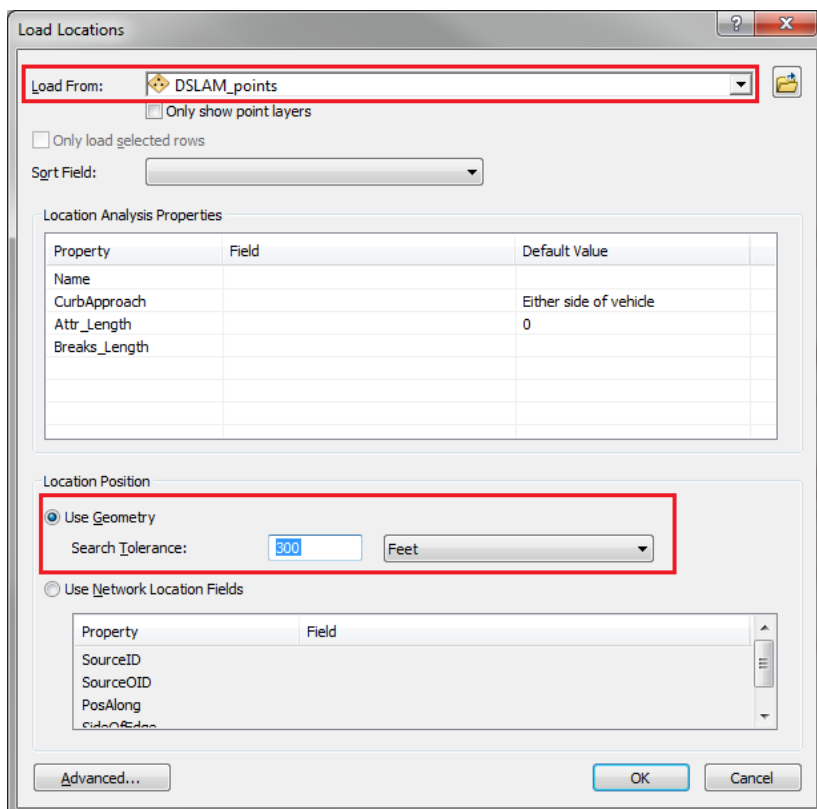 Load Locations
Load From: DSLAM_points
Only show point layers
Only load selected rows
Sort Field:
Location Analysis Properties
Property Field Default Value
Name
CurbApproach Either side of vehicle
Attr_Length 0
Breaks_Length
Location Position
Use Geometry
Search Tolerance: 300 Feet
Use Network Location Fields
Property Field
SourceID
SourceOID
PosAlong
SideOfEdge
Advanced... OK Cancel